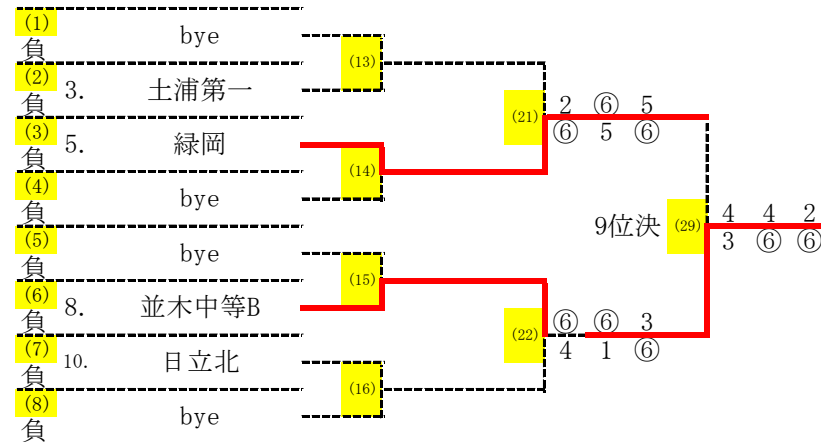 (1)
負
bye
(2)
負
3. 土浦第一
(3)
負
5. 緑岡
(4)
負
bye
(5)
負
bye
(6)
負
8. 並木中等B
(7)
負
10. 日立北
(8)
負
bye
(13)
(14)
(15)
(16)
(21)
2 ⑥ 5
⑥ 5 ⑥
(22)
⑥ ⑥ 3
4 1 ⑥
9位決
(29)
4 4 2
3 ⑥ ⑥